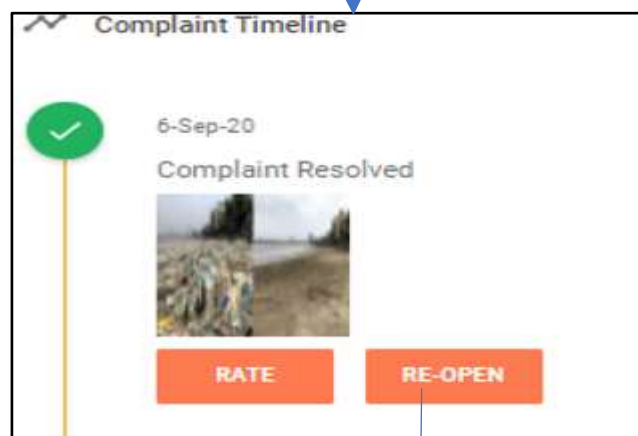 Complaint Timeline
6-Sep-20
Complaint Resolved
RATE
RE-OPEN